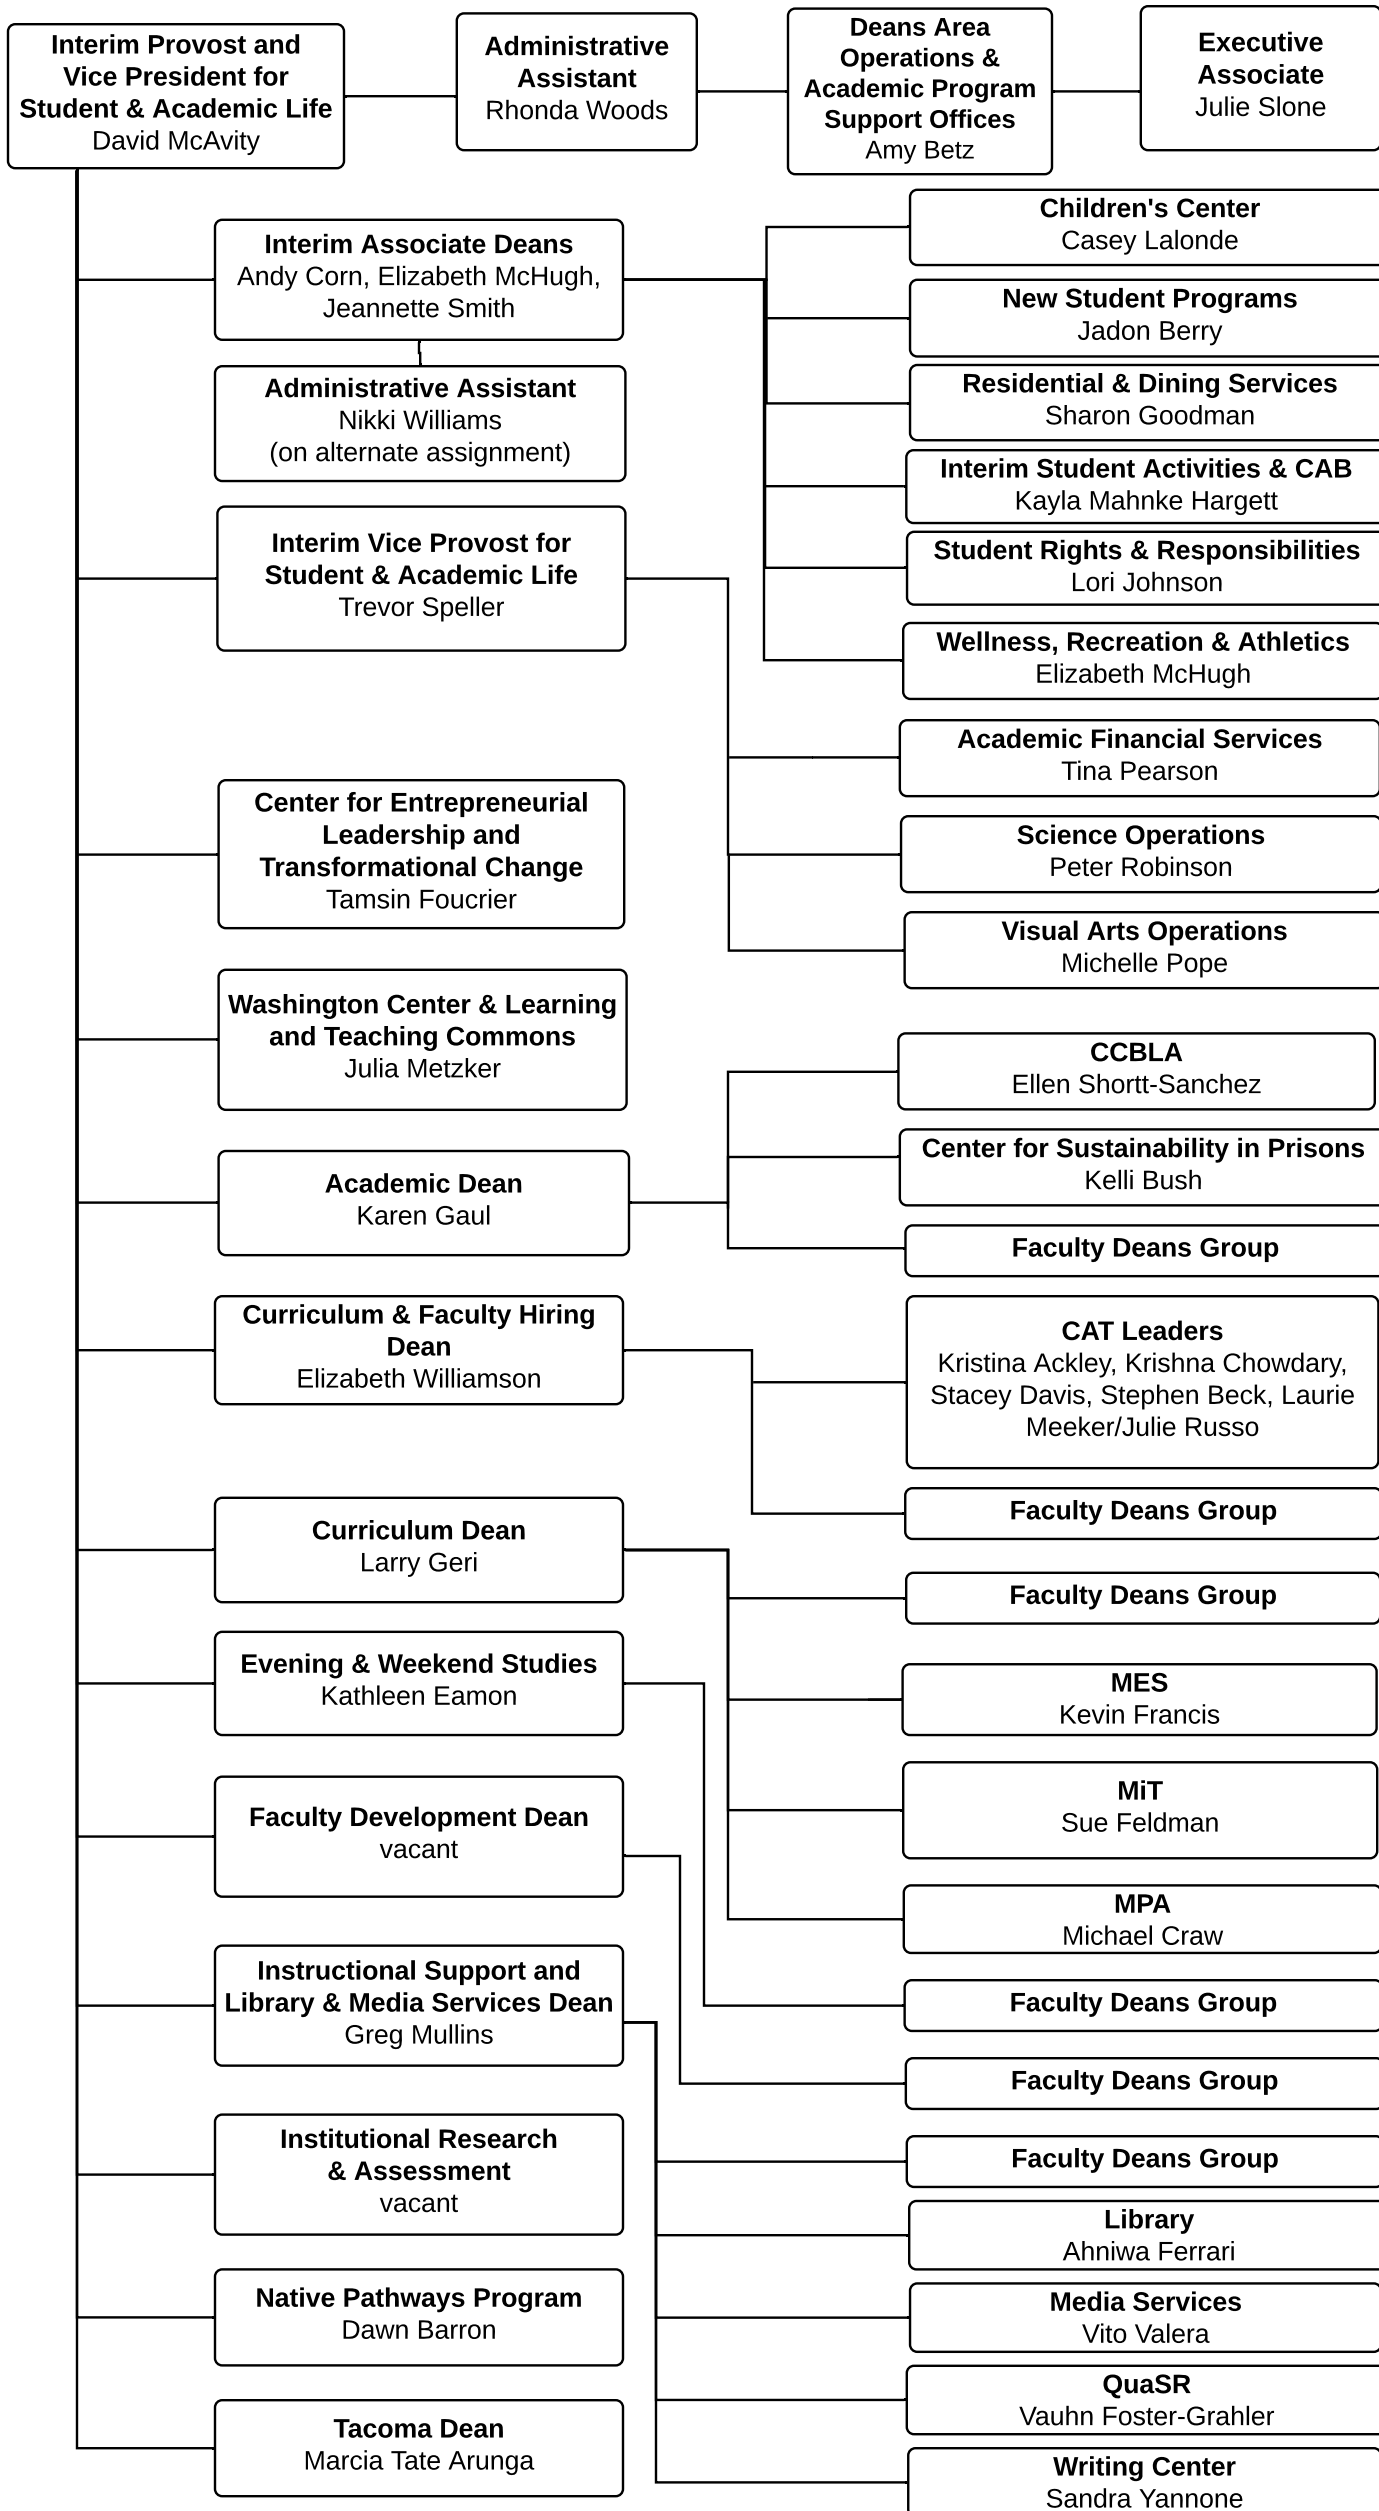 Interim Provost and
Vice President for
Student & Academic Life
David McAvity
Administrative
Assistant
Rhonda Woods
Deans Area
Operations &
Academic Program
Support Offices
Amy Betz
Executive
Associate
Julie Slone
Interim Associate Deans
Andy Corn, Elizabeth McHugh,
Jeannette Smith
Administrative Assistant
Nikki Williams
(on alternate assignment)
Children's Center
Casey Lalonde
New Student Programs
Jadon Berry
Residential & Dining Services
Sharon Goodman
Interim Student Activities & CAB
Kayla Mahnke Hargett
Student Rights & Responsibilities
Lori Johnson
Wellness, Recreation & Athletics
Elizabeth McHugh
Interim Vice Provost for
Student & Academic Life
Trevor Speller
Academic Financial Services
Tina Pearson
Science Operations
Peter Robinson
Visual Arts Operations
Michelle Pope
Center for Entrepreneurial
Leadership and
Transformational Change
Tamsin Foucrier
Washington Center & Learning
and Teaching Commons
Julia Metzker
Academic Dean
Karen Gaul
CCBLA
Ellen Shortt-Sanchez
Center for Sustainability in Prisons
Kelli Bush
Faculty Deans Group
Curriculum & Faculty Hiring
Dean
Elizabeth Williamson
CAT Leaders
Kristina Ackley, Krishna Chowdary,
Stacey Davis, Stephen Beck, Laurie
Meeker/Julie Russo
Faculty Deans Group
Curriculum Dean
Larry Geri
Faculty Deans Group
MES
Kevin Francis
MiT
Sue Feldman
MPA
Michael Craw
Evening & Weekend Studies
Kathleen Eamon
Faculty Deans Group
Faculty Development Dean
vacant
Faculty Deans Group
Instructional Support and
Library & Media Services Dean
Greg Mullins
Faculty Deans Group
Library
Ahniwa Ferrari
Media Services
Vito Valera
QuaSR
Vauhn Foster-Grahler
Writing Center
Sandra Yannone
Institutional Research
& Assessment
vacant
Native Pathways Program
Dawn Barron
Tacoma Dean
Marcia Tate Arunga